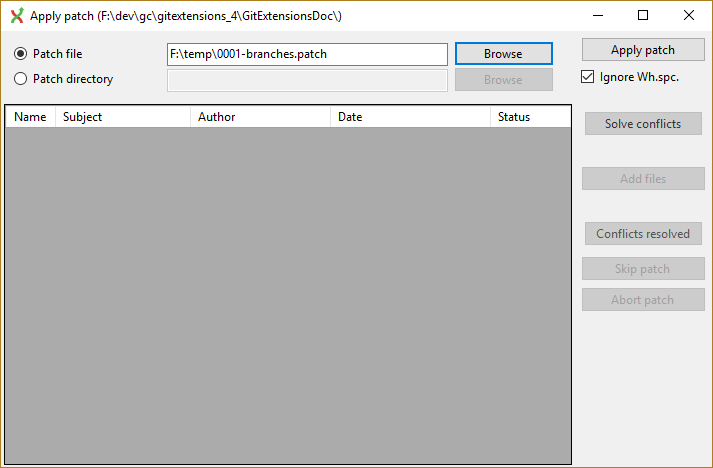 Apply patch (F:\dev\gc\gitextensions_4\GitExtensionsDoc\)
Patch file
F:\temp\0001-branches.patch
Browse
Apply patch
Patch directory
Browse
Ignore Wh.spc.
Name Subject Author Date Status
Solve conflicts
Add files
Conflicts resolved
Skip patch
Abort patch